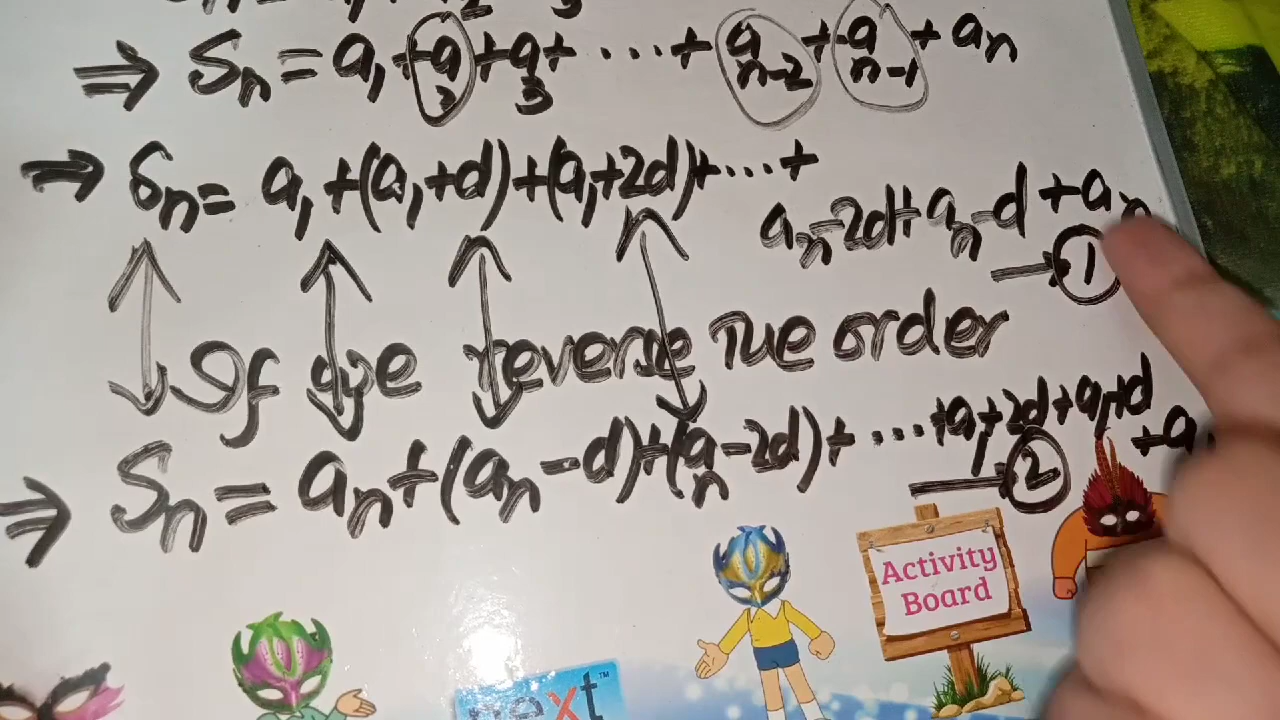 ⇒ Sn = a1 + a2 + a3 + ... + an-2 + an-1 + an
⇒ Sn = a1 + (a1+d) + (a1+2d) + ... +
an-2d + an-d + an
— ①
If we reverse The order
⇒ Sn = an + (an - d) + (an - 2d) + ... + a1 + 2d + a1 + d
+ a
— ②
Activity
Board
next™